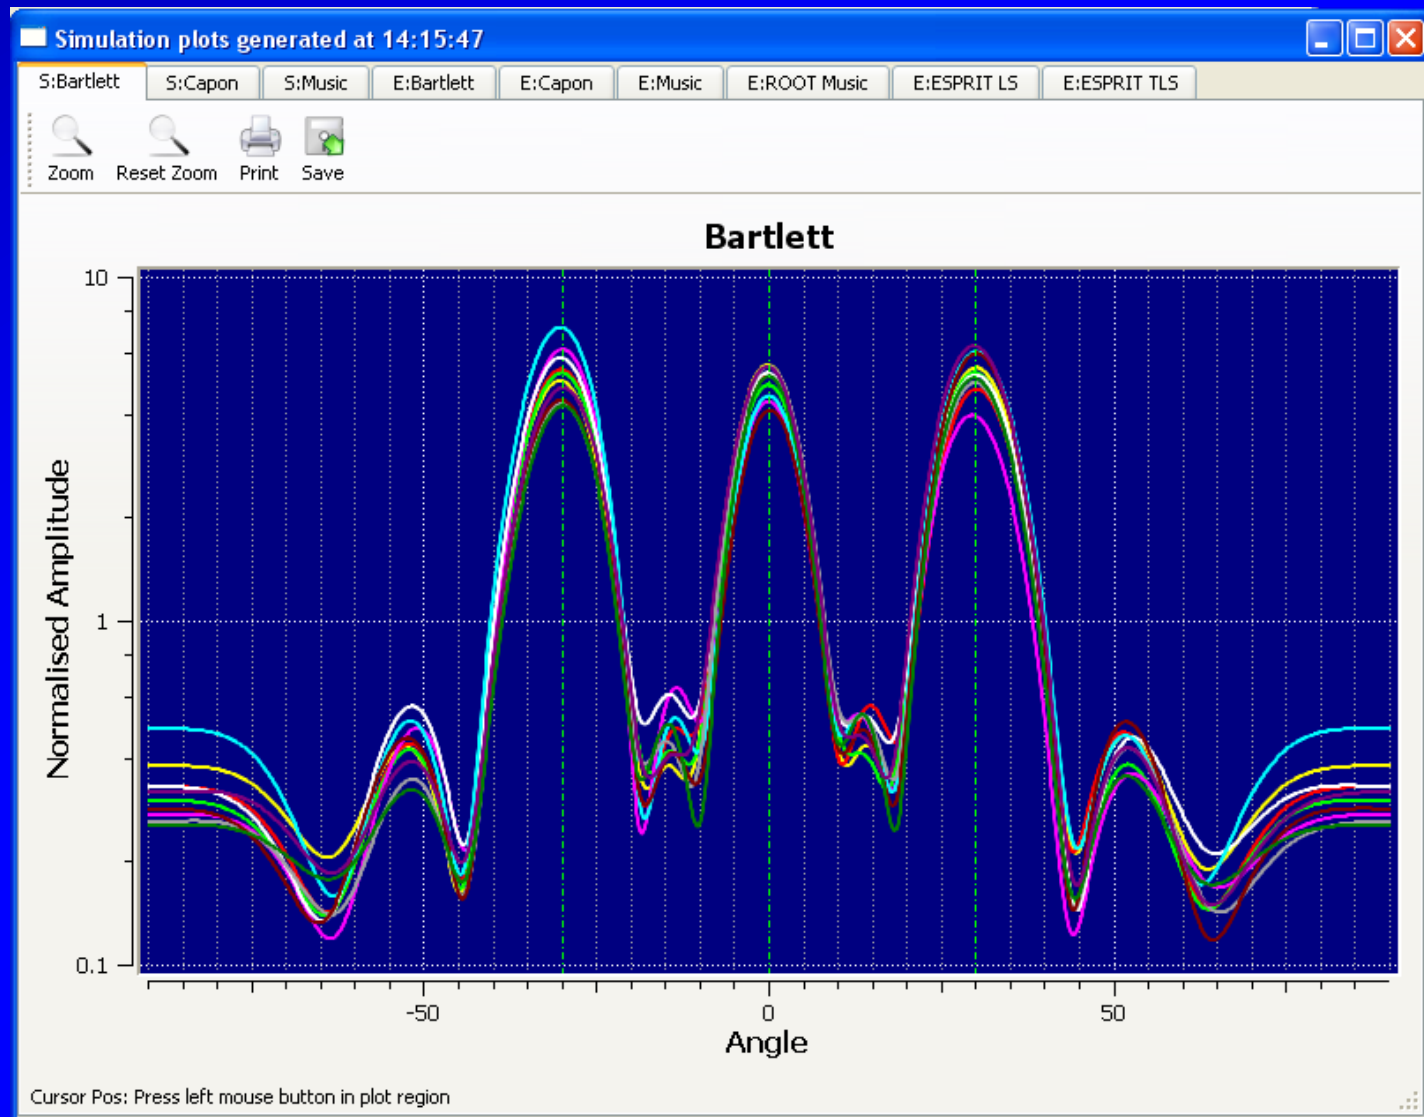 Simulation plots generated at 14:15:47
S:Bartlett S:Capon S:Music E:Bartlett E:Capon E:Music E:ROOT Music E:ESPRIT LS E:ESPRIT TLS
Zoom Reset Zoom Print Save
Bartlett
10
1
0.1
Normalised Amplitude
-50 0 50
Angle
Cursor Pos: Press left mouse button in plot region